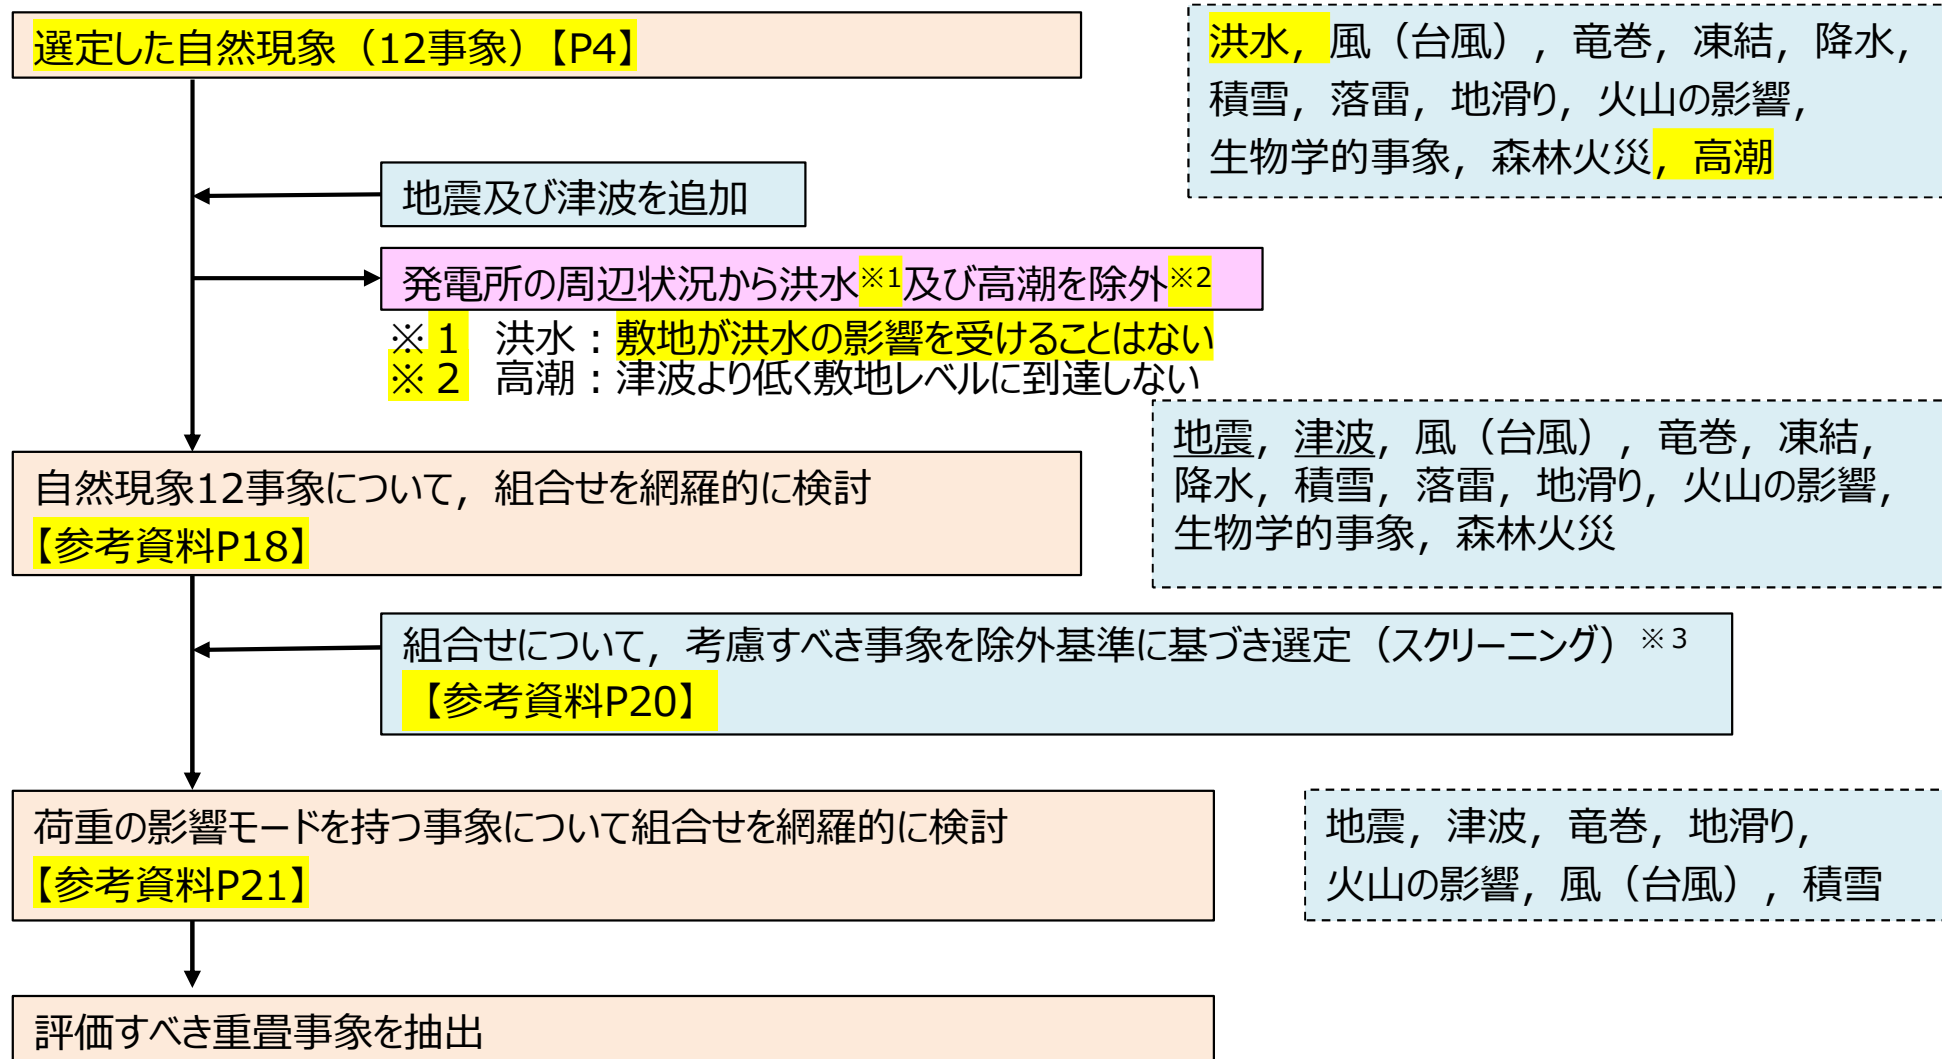 選定した自然現象（12事象）【P4】
洪水，風（台風），竜巻，凍結，降水，
積雪，落雷，地滑り，火山の影響，
生物学的事象，森林火災，高潮
地震及び津波を追加
発電所の周辺状況から洪水※1及び高潮を除外※2
※１　洪水：敷地が洪水の影響を受けることはない
※２　高潮：津波より低く敷地レベルに到達しない
地震，津波，風（台風），竜巻，凍結，
降水，積雪，落雷，地滑り，火山の影響，
生物学的事象，森林火災
自然現象12事象について，組合せを網羅的に検討
【参考資料P18】
組合せについて，考慮すべき事象を除外基準に基づき選定（スクリーニング）※３
【参考資料P20】
荷重の影響モードを持つ事象について組合せを網羅的に検討
【参考資料P21】
地震，津波，竜巻，地滑り，
火山の影響，風（台風），積雪
評価すべき重畳事象を抽出